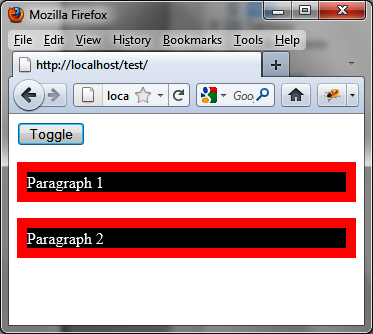 Mozilla Firefox
File Edit View History Bookmarks Tools Help
http://localhost/test/
loca Goo
Toggle
Paragraph 1
Paragraph 2